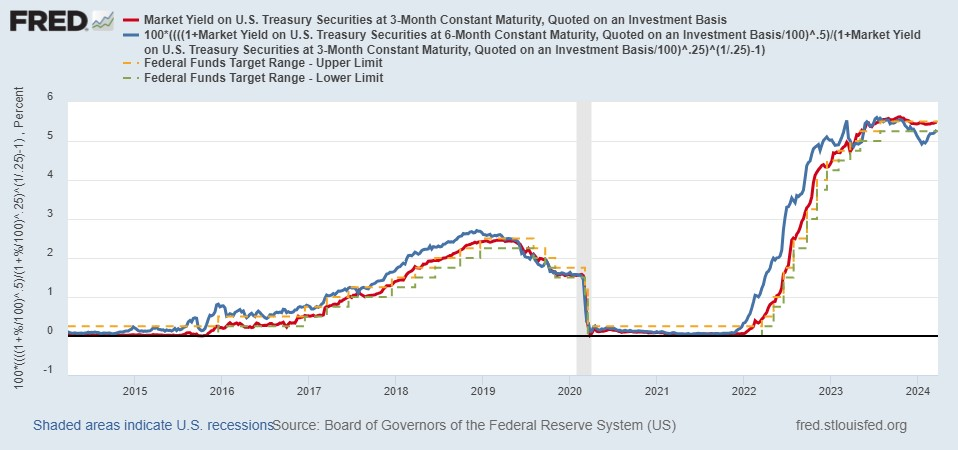 FRED
Market Yield on U.S. Treasury Securities at 3-Month Constant Maturity, Quoted on an Investment Basis
100*((((1+Market Yield on U.S. Treasury Securities at 6-Month Constant Maturity, Quoted on an Investment Basis/100)^.5)/(1+Market Yield
on U.S. Treasury Securities at 3-Month Constant Maturity, Quoted on an Investment Basis/100)^.25)^(1/.25)-1)
Federal Funds Target Range - Upper Limit
Federal Funds Target Range - Lower Limit
100*((((1+%/100)^.5)/(1+%/100)^.25)^(1/.25)-1) , Percent
6
5
4
3
2
1
0
-1
2015 2016 2017 2018 2019 2020 2021 2022 2023 2024
Shaded areas indicate U.S. recessions Source: Board of Governors of the Federal Reserve System (US) fred.stlouisfed.org